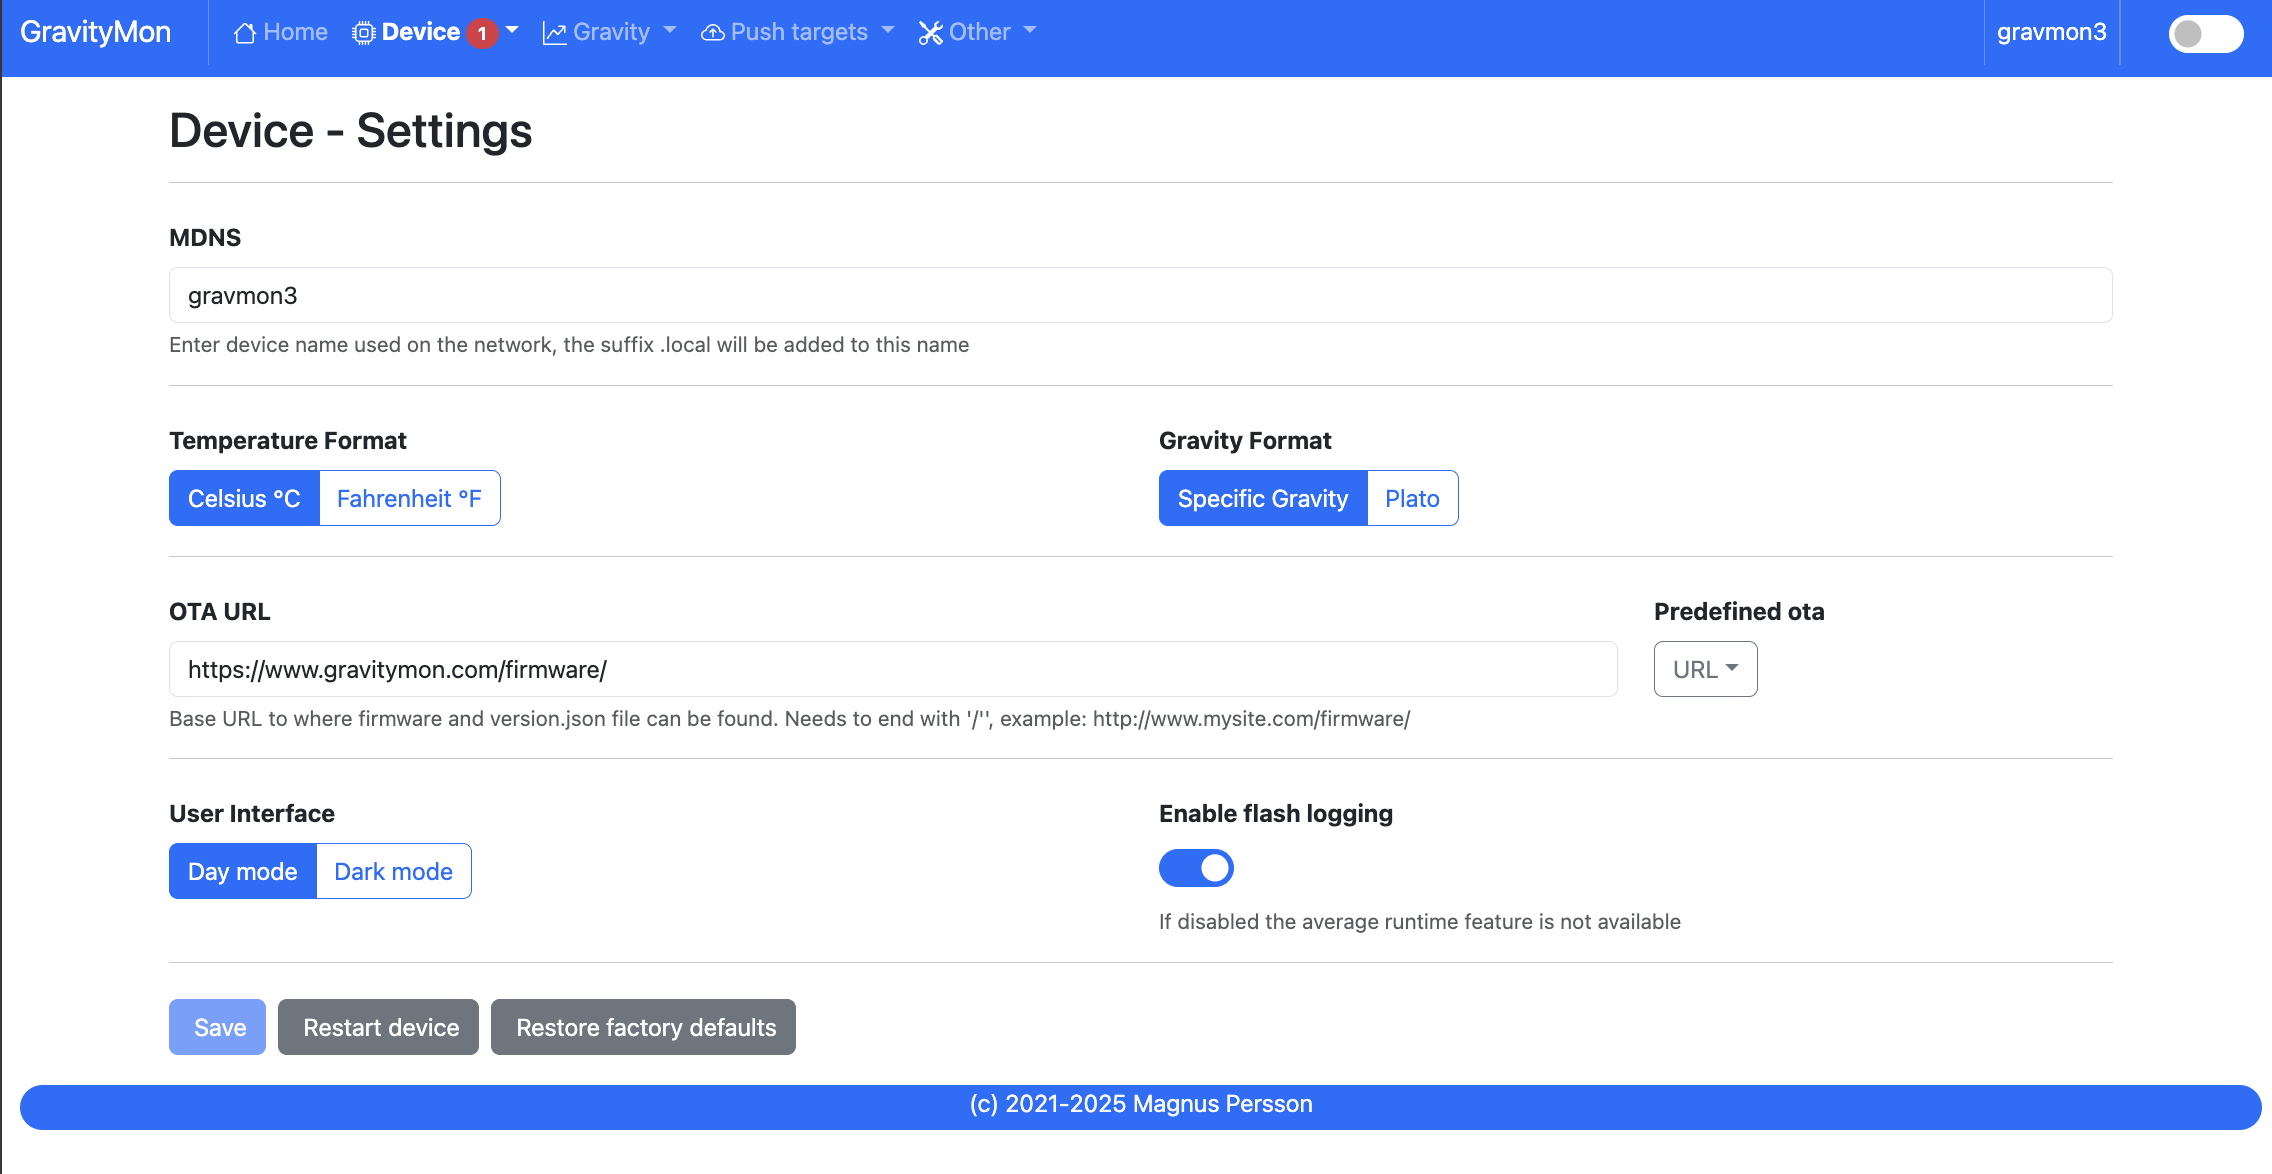 GravityMon Home Device 1 Gravity Push targets Other gravmon3
Device - Settings
MDNS
gravmon3
Enter device name used on the network, the suffix .local will be added to this name
Temperature Format Gravity Format
Celsius °C Fahrenheit °F Specific Gravity Plato
OTA URL Predefined ota
https://www.gravitymon.com/firmware/ URL
Base URL to where firmware and version.json file can be found. Needs to end with '/'', example: http://www.mysite.com/firmware/
User Interface Enable flash logging
Day mode Dark mode
If disabled the average runtime feature is not available
Save Restart device Restore factory defaults
(c) 2021-2025 Magnus Persson